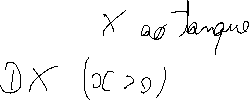 X ao Tanque
DX (x>0)